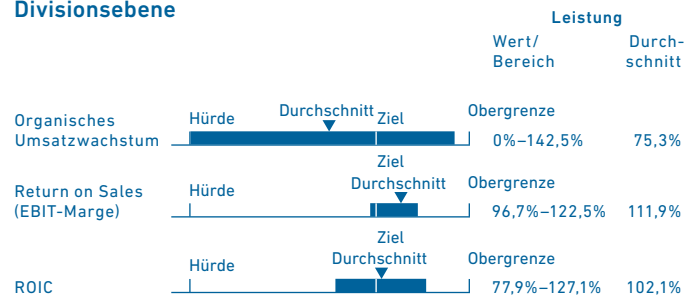 Divisionsebene
Leistung
Wert/ Durch-
Bereich schnitt
Organisches Umsatzwachstum
Hürde Durchschnitt Ziel Obergrenze
0%–142,5% 75,3%
Return on Sales
(EBIT-Marge)
Ziel
Hürde Durchschnitt Obergrenze
96,7%–122,5% 111,9%
Ziel
Hürde Durchschnitt Obergrenze
ROIC 77,9%–127,1% 102,1%